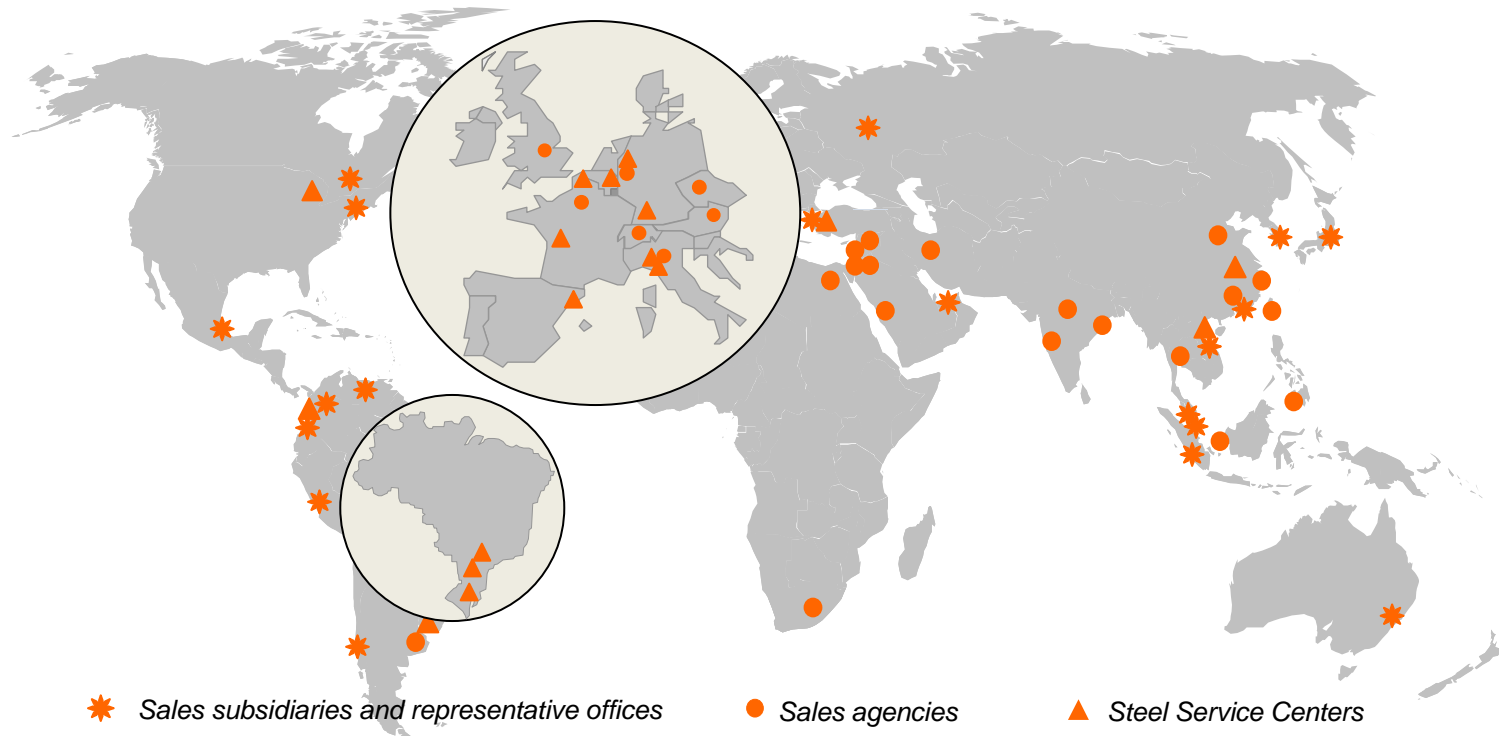 Sales subsidiaries and representative offices
Sales agencies
Steel Service Centers